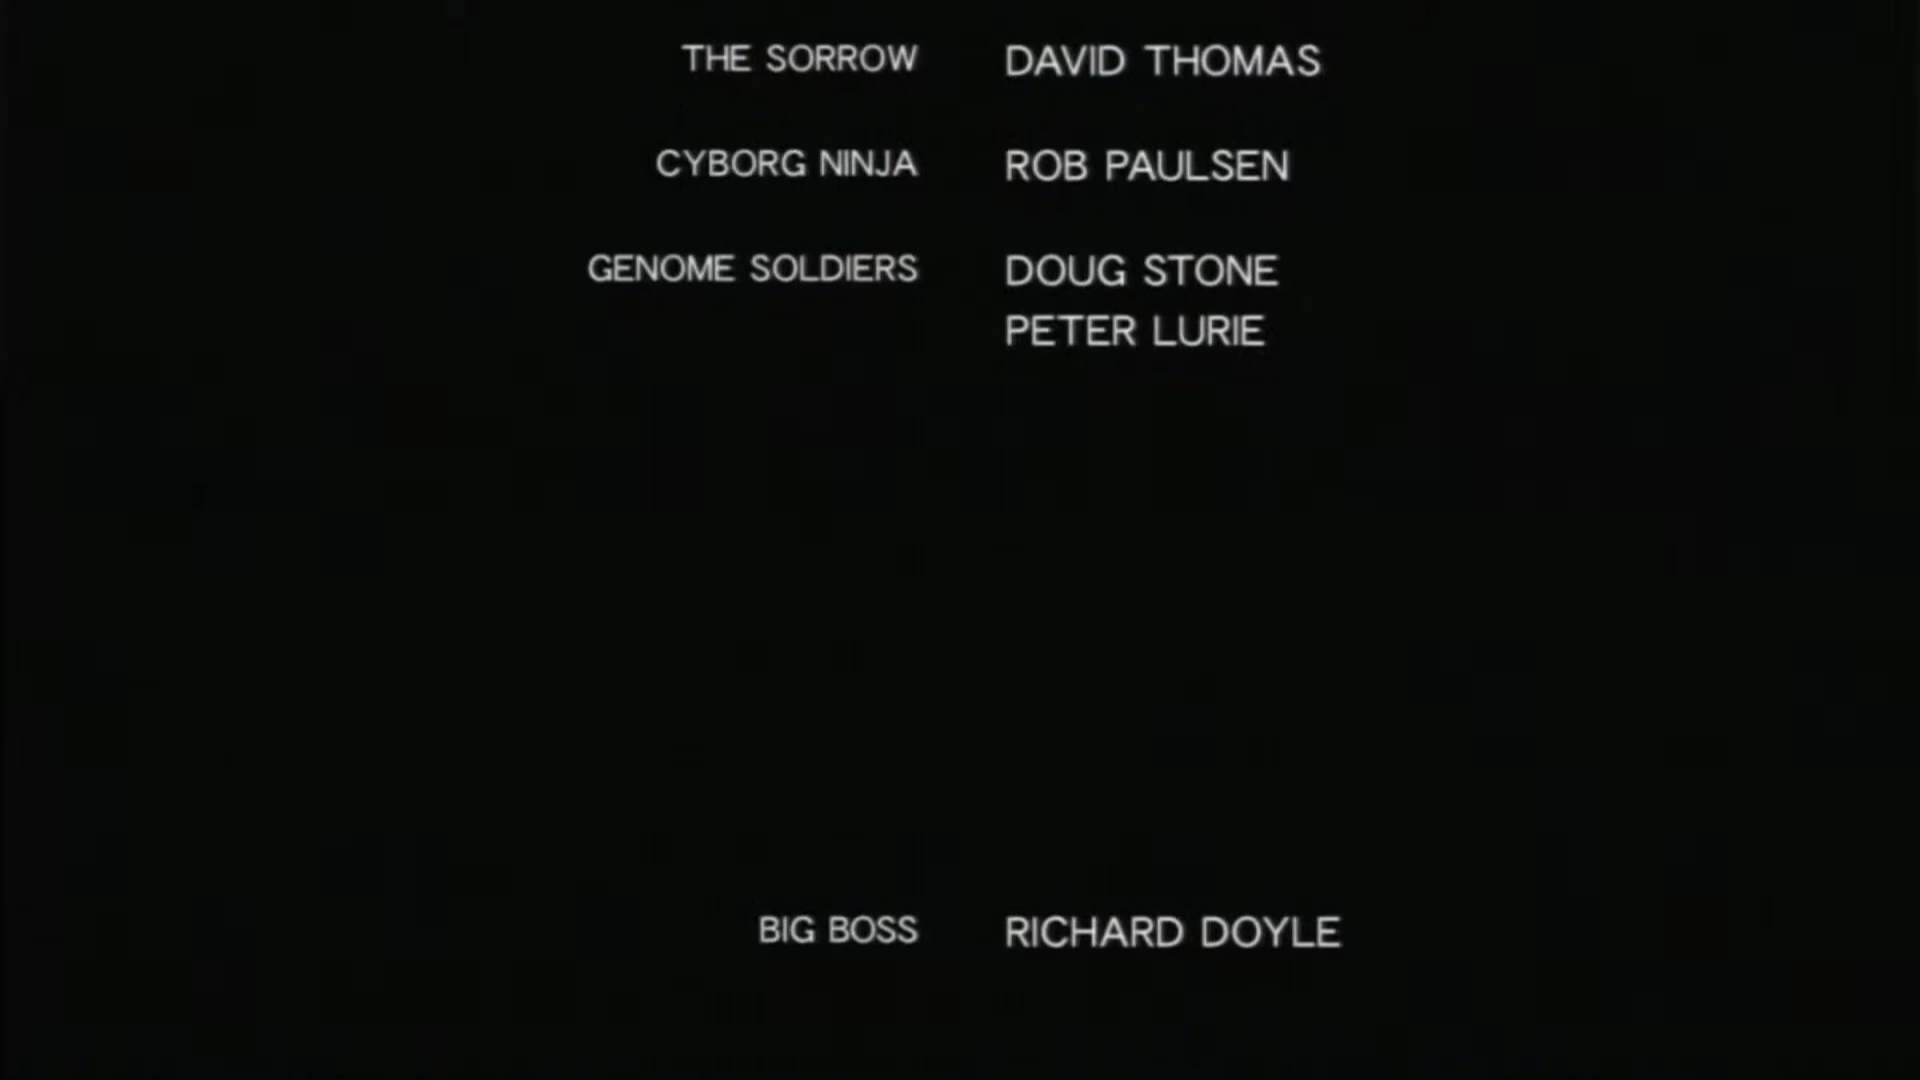 THE SORROW DAVID THOMAS
CYBORG NINJA ROB PAULSEN
GENOME SOLDIERS DOUG STONE
PETER LURIE
BIG BOSS RICHARD DOYLE